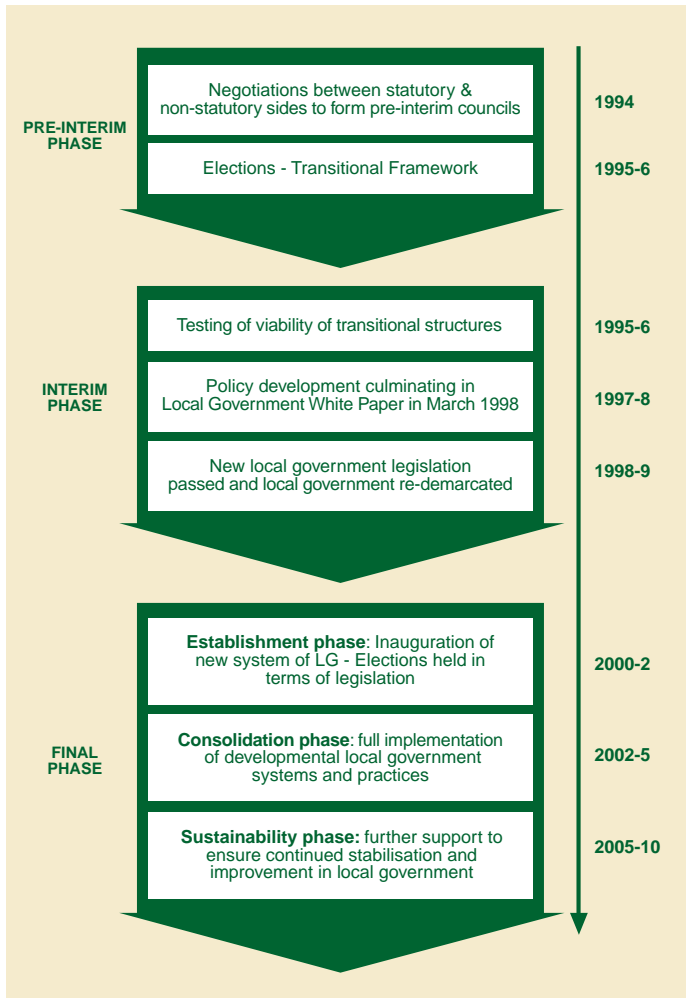 PRE-INTERIM
PHASE
Negotiations between statutory &
non-statutory sides to form pre-interim councils
1994
Elections - Transitional Framework
1995-6
INTERIM
PHASE
Testing of viability of transitional structures
1995-6
Policy development culminating in
Local Government White Paper in March 1998
1997-8
New local government legislation
passed and local government re-demarcated
1998-9
FINAL
PHASE
Establishment phase: Inauguration of
new system of LG - Elections held in
terms of legislation
2000-2
Consolidation phase: full implementation
of developmental local government
systems and practices
2002-5
Sustainability phase: further support to
ensure continued stabilisation and
improvement in local government
2005-10